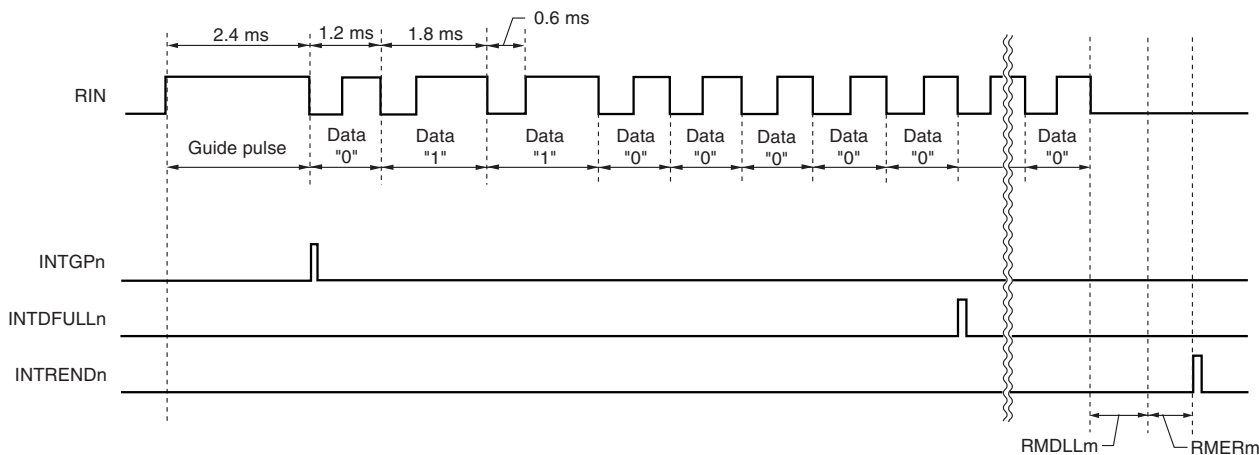 0.6 ms
2.4 ms 1.2 ms 1.8 ms
RIN
Guide pulse Data "0" Data "1" Data "1" Data "0" Data "0" Data "0" Data "0" Data "0" Data "0"
INTGPn
INTDFULLn
INTRENDn
RMDLLm RMERm